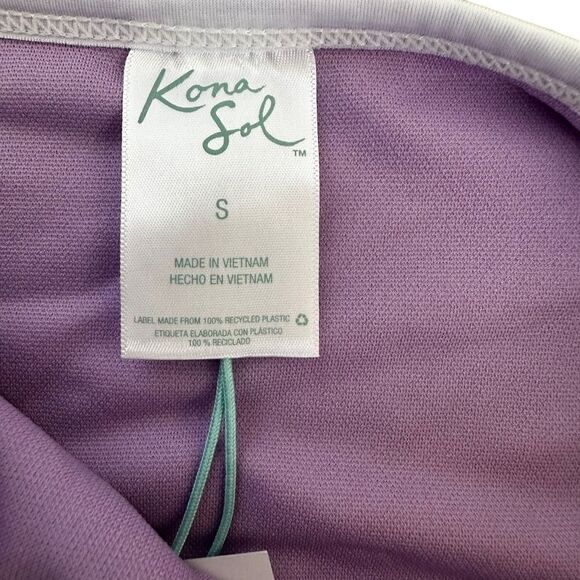 Kona
Sol
™
S
MADE IN VIETNAM
HECHO EN VIETNAM
LABEL MADE FROM 100% RECYCLED PLASTIC
ETIQUETA ELABORADA CON PLÁSTICO
100 % RECICLADO